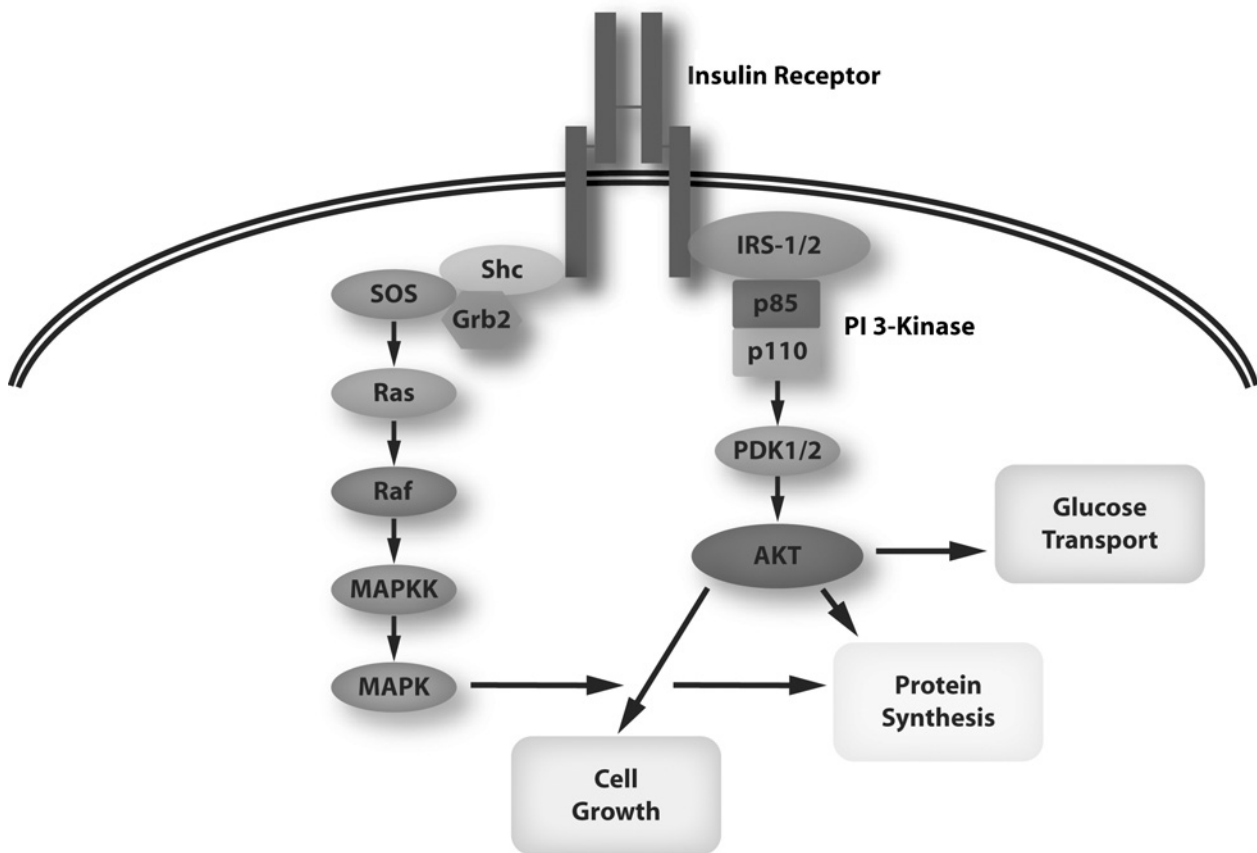 Insulin Receptor
IRS-1/2
Shc
SOS
p85
Grb2
PI 3-Kinase
p110
Ras
PDK1/2
Raf
Glucose
Transport
AKT
MAPKK
MAPK
Protein
Synthesis
Cell
Growth